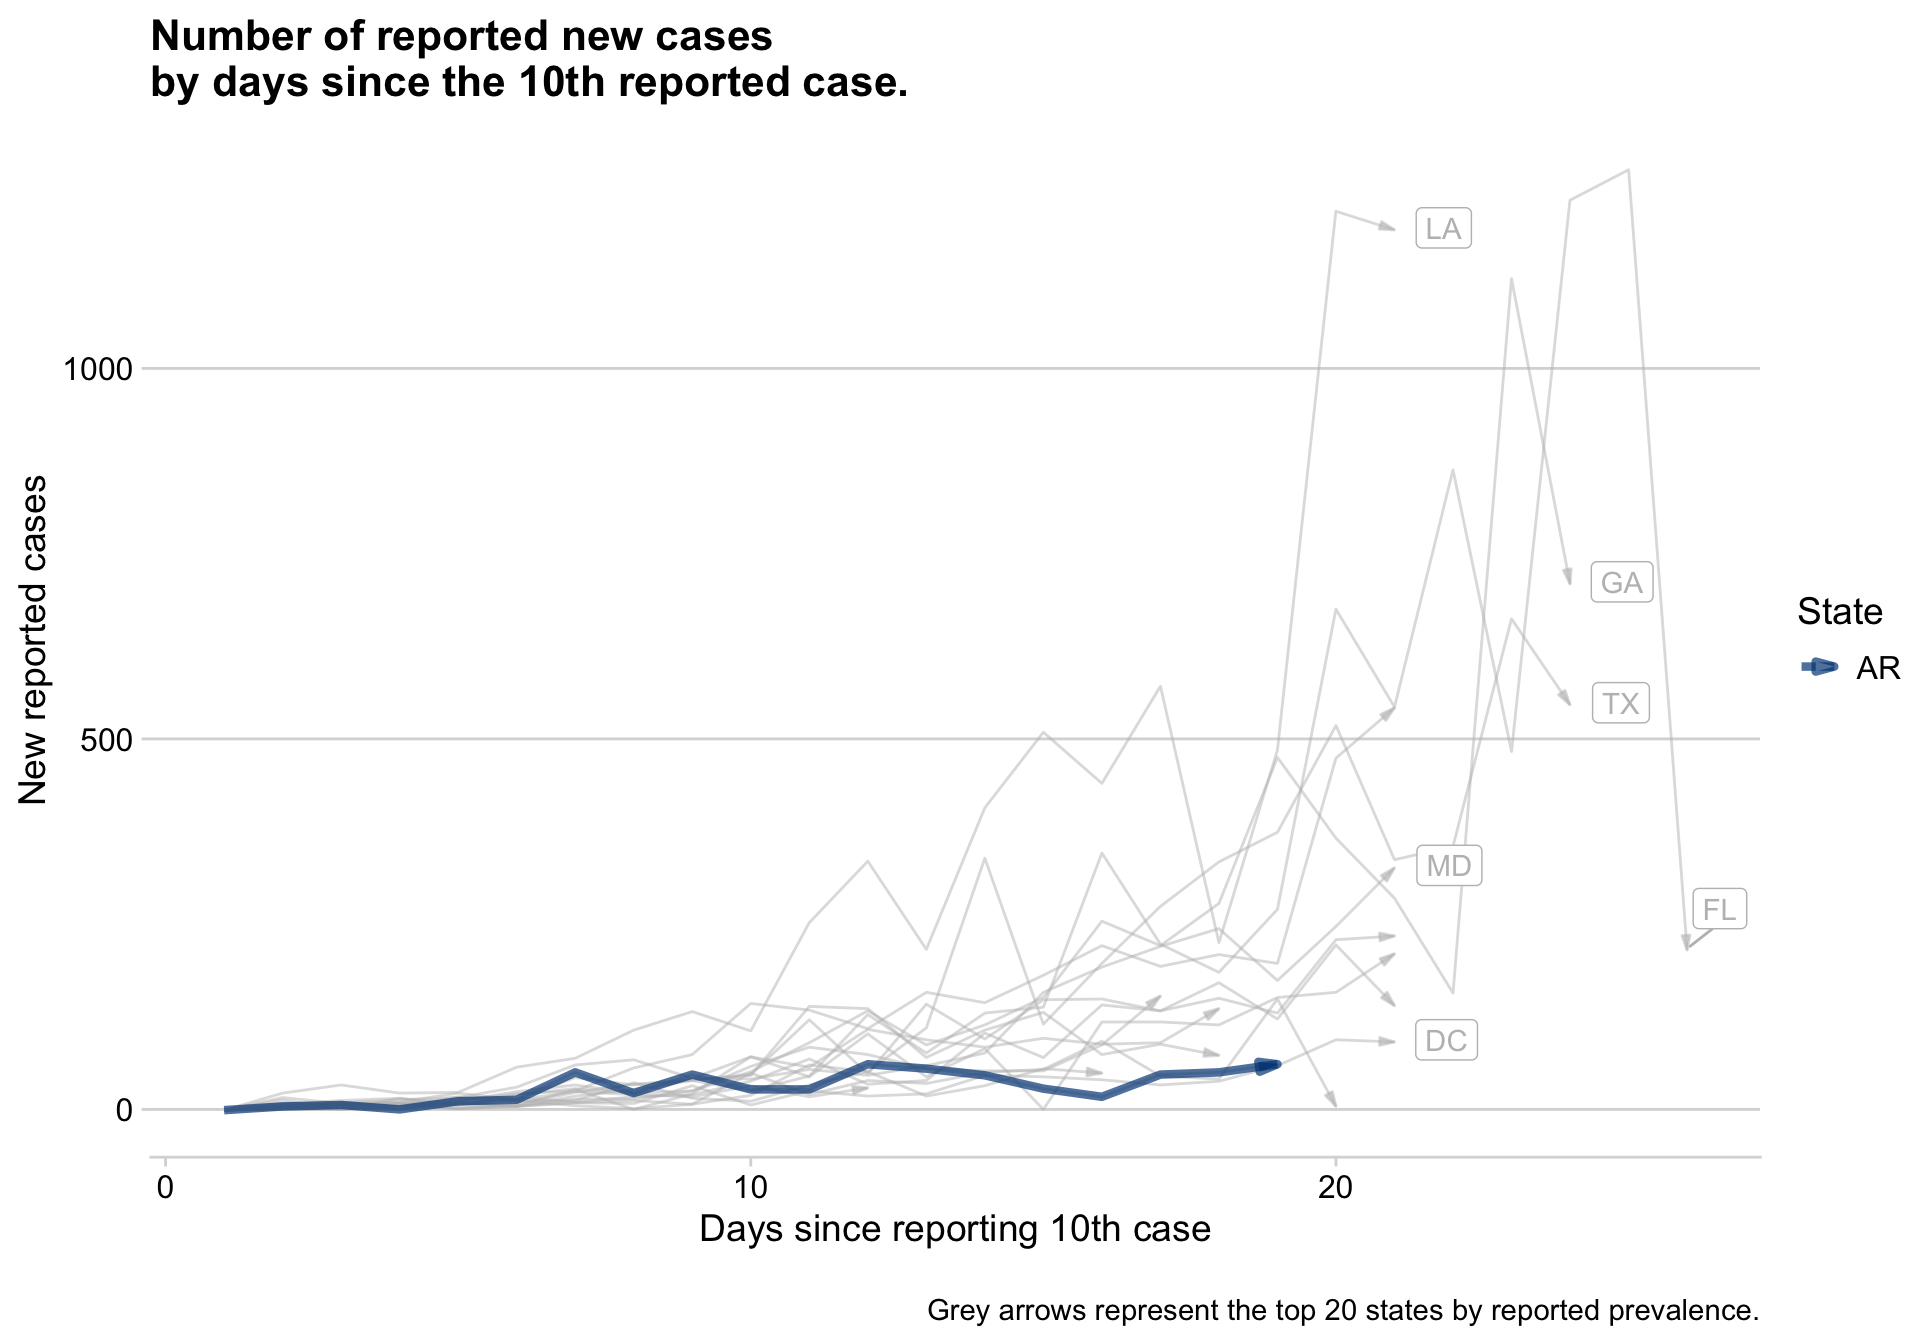 Number of reported new cases
by days since the 10th reported case.
New reported cases
1000
500
0
LA
GA
TX
MD
FL
DC
State
AR
0
10
20
Days since reporting 10th case
Grey arrows represent the top 20 states by reported prevalence.